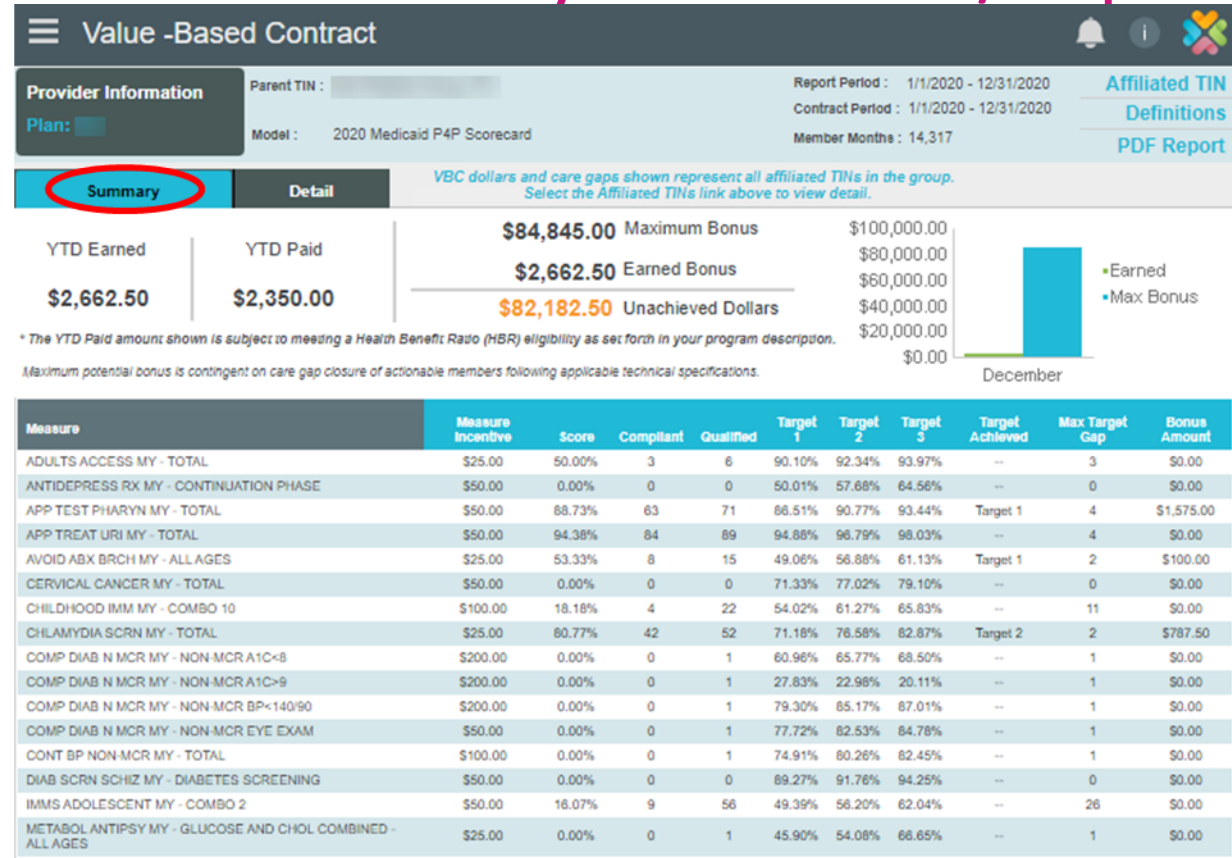 Value -Based Contract
Provider Information
Plan:
Parent TIN :
Model : 2020 Medicaid P4P Scorecard
Report Period : 1/1/2020 - 12/31/2020
Contract Period : 1/1/2020 - 12/31/2020
Member Months : 14,317
Affiliated TIN
Definitions
PDF Report
Summary
Detail
VBC dollars and care gaps shown represent all affiliated TINs in the group.
Select the Affiliated TINs link above to view detail.
YTD Earned
$2,662.50
YTD Paid
$2,350.00
$84,845.00 Maximum Bonus
$2,662.50 Earned Bonus
$82,182.50 Unachieved Dollars
$100,000.00
$80,000.00
$60,000.00
$40,000.00
$20,000.00
$0.00
December
Earned
Max Bonus
* The YTD Paid amount shown is subject to meeting a Health Benefit Ratio (HBR) eligibility as set forth in your program description.
Maximum potential bonus is contingent on care gap closure of actionable members following applicable technical specifications.
Measure Measure Incentive Score Compliant Qualified Target 1 Target 2 Target 3 Target Achieved Max Target Gap Bonus Amount
ADULTS ACCESS MY - TOTAL $25.00 50.00% 3 6 90.10% 92.34% 93.97% -- 3 $0.00
ANTIDEPRESS RX MY - CONTINUATION PHASE $50.00 0.00% 0 0 50.01% 57.68% 64.56% -- 0 $0.00
APP TEST PHARYN MY - TOTAL $50.00 88.73% 63 71 86.51% 90.77% 93.44% Target 1 4 $1,575.00
APP TREAT URI MY - TOTAL $50.00 94.38% 84 89 94.88% 96.79% 98.03% -- 4 $0.00
AVOID ABX BRCH MY - ALL AGES $25.00 53.33% 8 15 49.06% 56.88% 61.13% Target 1 2 $100.00
CERVICAL CANCER MY - TOTAL $50.00 0.00% 0 0 71.33% 77.02% 79.10% -- 0 $0.00
CHILDHOOD IMM MY - COMBO 10 $100.00 18.18% 4 22 54.02% 61.27% 65.83% -- 11 $0.00
CHLAMYDIA SCRN MY - TOTAL $25.00 80.77% 42 52 71.18% 76.58% 82.87% Target 2 2 $787.50
COMP DIAB N MCR MY - NON-MCR A1C<8 $200.00 0.00% 0 1 60.96% 65.77% 68.50% -- 1 $0.00
COMP DIAB N MCR MY - NON-MCR A1C>9 $200.00 0.00% 0 1 27.83% 22.98% 20.11% -- 1 $0.00
COMP DIAB N MCR MY - NON-MCR BP<140/90 $200.00 0.00% 0 1 79.30% 85.17% 87.01% -- 1 $0.00
COMP DIAB N MCR MY - NON-MCR EYE EXAM $50.00 0.00% 0 1 77.72% 82.53% 84.78% -- 1 $0.00
CONT BP NON-MCR MY - TOTAL $100.00 0.00% 0 1 74.91% 80.26% 82.45% -- 1 $0.00
DIAB SCRN SCHIZ MY - DIABETES SCREENING $50.00 0.00% 0 0 89.27% 91.76% 94.25% -- 0 $0.00
IMMS ADOLESCENT MY - COMBO 2 $50.00 16.07% 9 56 49.39% 56.20% 62.04% -- 26 $0.00
METABOL ANTIPSY MY - GLUCOSE AND CHOL COMBINED -
ALL AGES $25.00 0.00% 0 1 45.90% 54.08% 66.65% -- 1 $0.00